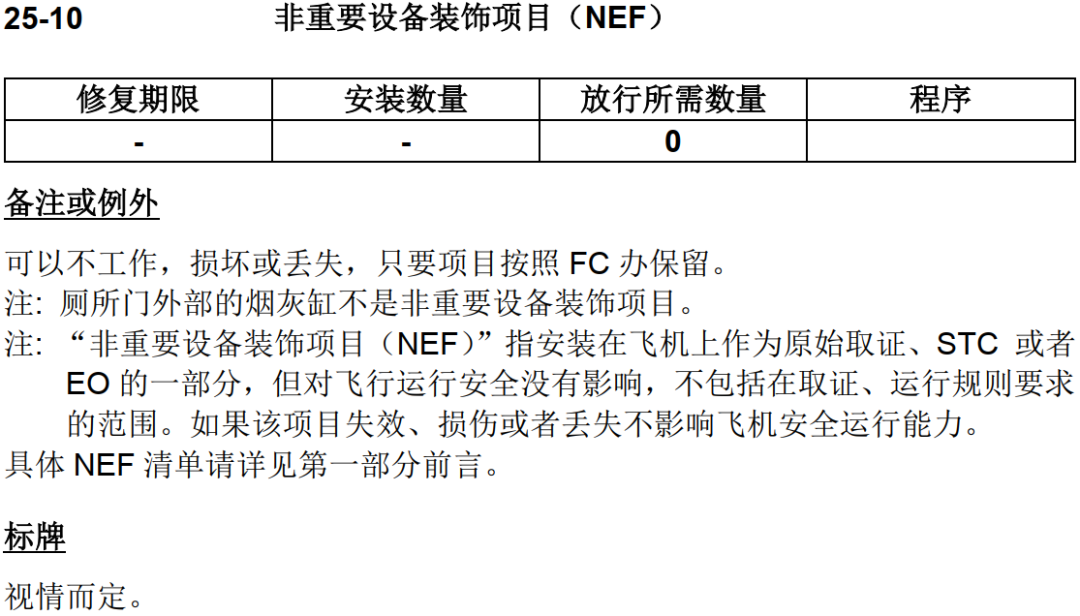 25-10 非重要设备装饰项目（NEF）
修复期限 安装数量 放行所需数量 程序
- - 0
备注或例外
可以不工作，损坏或丢失，只要项目按照 FC 办保留。
注: 厕所门外部的烟灰缸不是非重要设备装饰项目。
注: “非重要设备装饰项目（NEF）”指安装在飞机上作为原始取证、STC 或者
EO 的一部分，但对飞行运行安全没有影响，不包括在取证、运行规则要求
的范围。如果该项目失效、损伤或者丢失不影响飞机安全运行能力。
具体 NEF 清单请详见第一部分前言。
标牌
视情而定。